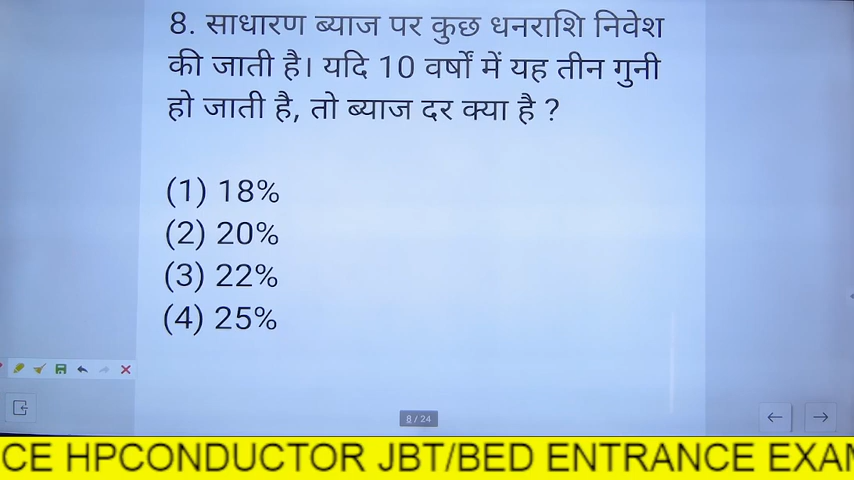 8. साधारण ब्याज पर कुछ धनराशि निवेश
की जाती है। यदि 10 वर्षों में यह तीन गुनी
हो जाती है, तो ब्याज दर क्या है ?
(1) 18%
(2) 20%
(3) 22%
(4) 25%
8 / 24
CE HPCONDUCTOR JBT/BED ENTRANCE EXAM